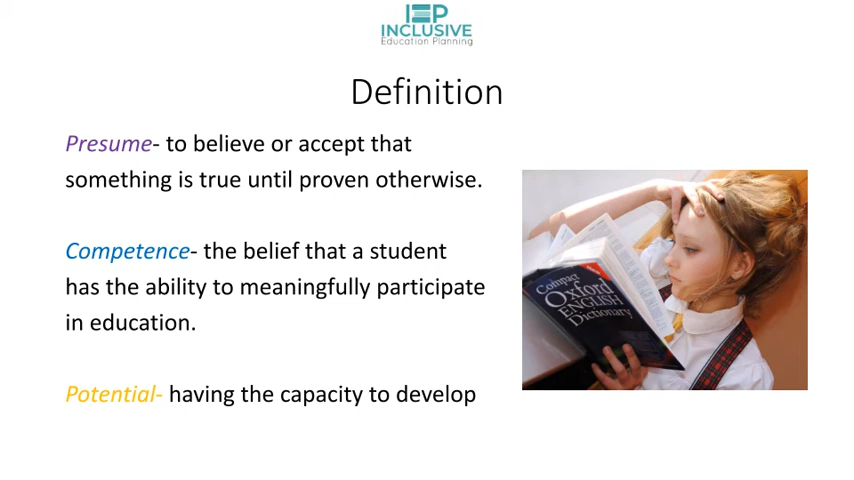 IEP
INCLUSIVE
Education Planning
Definition
Presume- to believe or accept that
something is true until proven otherwise.
Competence- the belief that a student
has the ability to meaningfully participate
in education.
Potential- having the capacity to develop
Compact
Oxford
ENGLISH
Dictionary